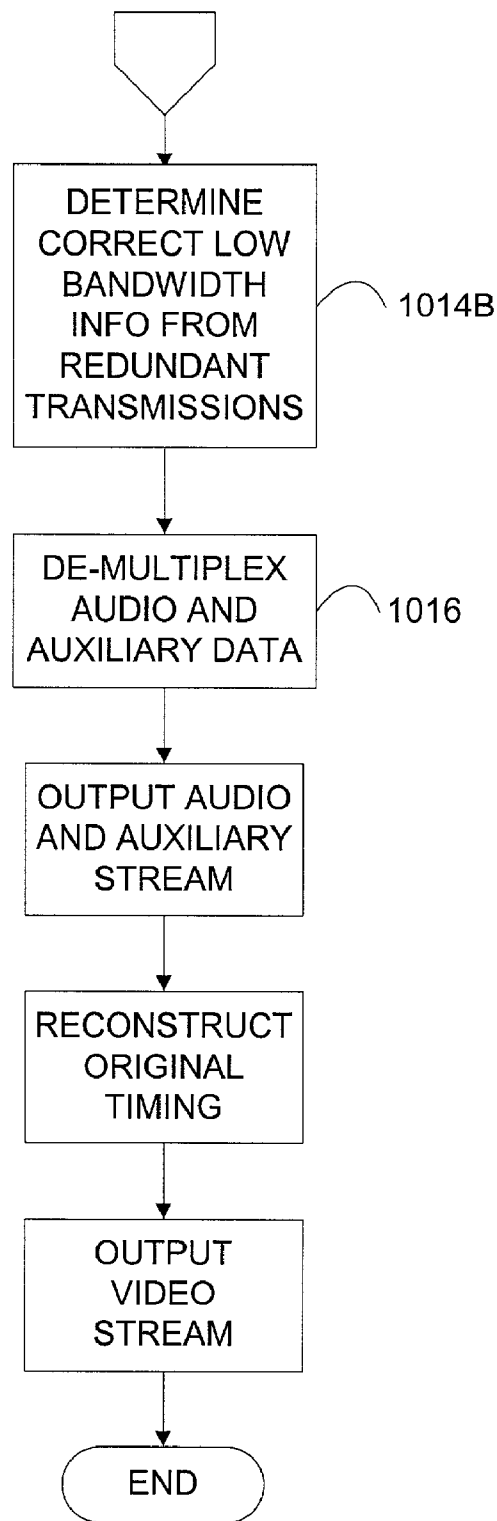 DETERMINE
CORRECT LOW
BANDWIDTH
INFO FROM
REDUNDANT
TRANSMISSIONS
1014B
DE-MULTIPLEX
AUDIO AND
AUXILIARY DATA
1016
OUTPUT AUDIO
AND AUXILIARY
STREAM
RECONSTRUCT
ORIGINAL
TIMING
OUTPUT
VIDEO
STREAM
END